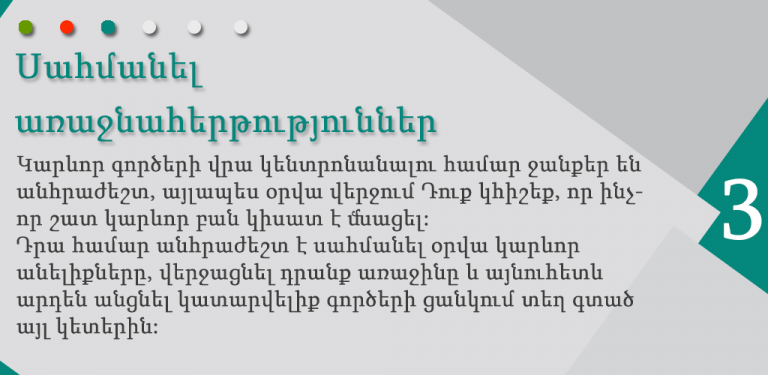 Սահմանել
առաջնահերթություններ
Կարևոր գործերի վրա կենտրոնանալու համար ջանքեր են
անհրաժեշտ, այլապես օրվա վերջում Դուք կհիշեք, որ ինչ-
որ շատ կարևոր բան կիսատ է մնացել:
Դրա համար անհրաժեշտ է սահմանել օրվա կարևոր
անելիքները, վերջացնել դրանք առաջինը և այնուհետև
արդեն անցնել կատարվելիք գործերի ցանկում տեղ գտած
այլ կետերին:
3